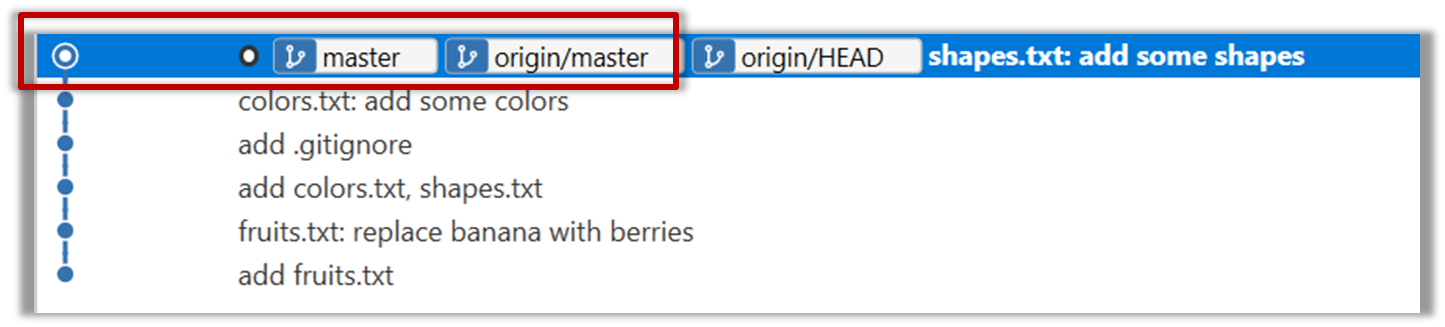 master origin/master origin/HEAD shapes.txt: add some shapes
colors.txt: add some colors
add .gitignore
add colors.txt, shapes.txt
fruits.txt: replace banana with berries
add fruits.txt